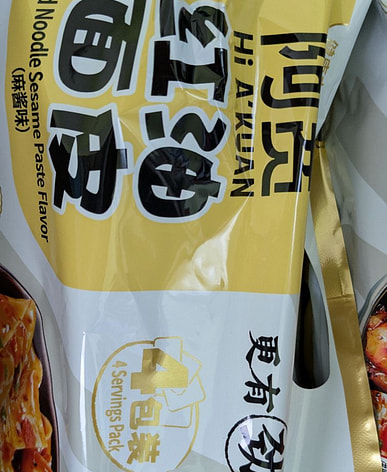 阿宽
Hi A'KUAN
红油
面皮
Noodle Sesame Paste Flavor
(麻酱味)
4包装
4 Servings Pack
更有